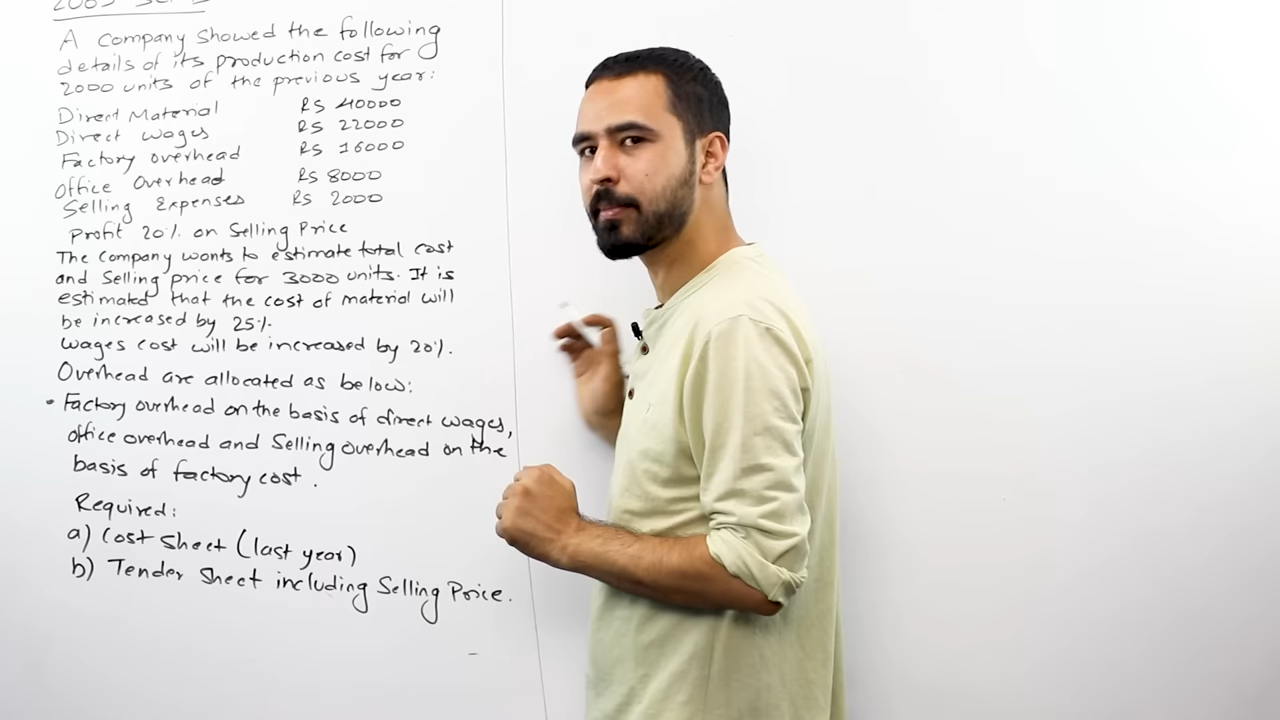 A company showed the following
details of its production cost for
2000 units of the previous year:
Direct Material RS 40000
Direct wages RS 22000
Factory overhead RS 16000
Office Overhead RS 8000
Selling Expenses RS 2000
Profit 20% on Selling Price
The company wants to estimate total cost
and Selling price for 3000 units. It is
estimated that the cost of material will
be increased by 25%.
Wages cost will be increased by 20%.
Overhead are allocated as below:
• Factory overhead on the basis of direct wages,
office overhead and Selling overhead on the
basis of factory cost.
Required:
a) Cost Sheet (last year)
b) Tender Sheet including Selling Price.